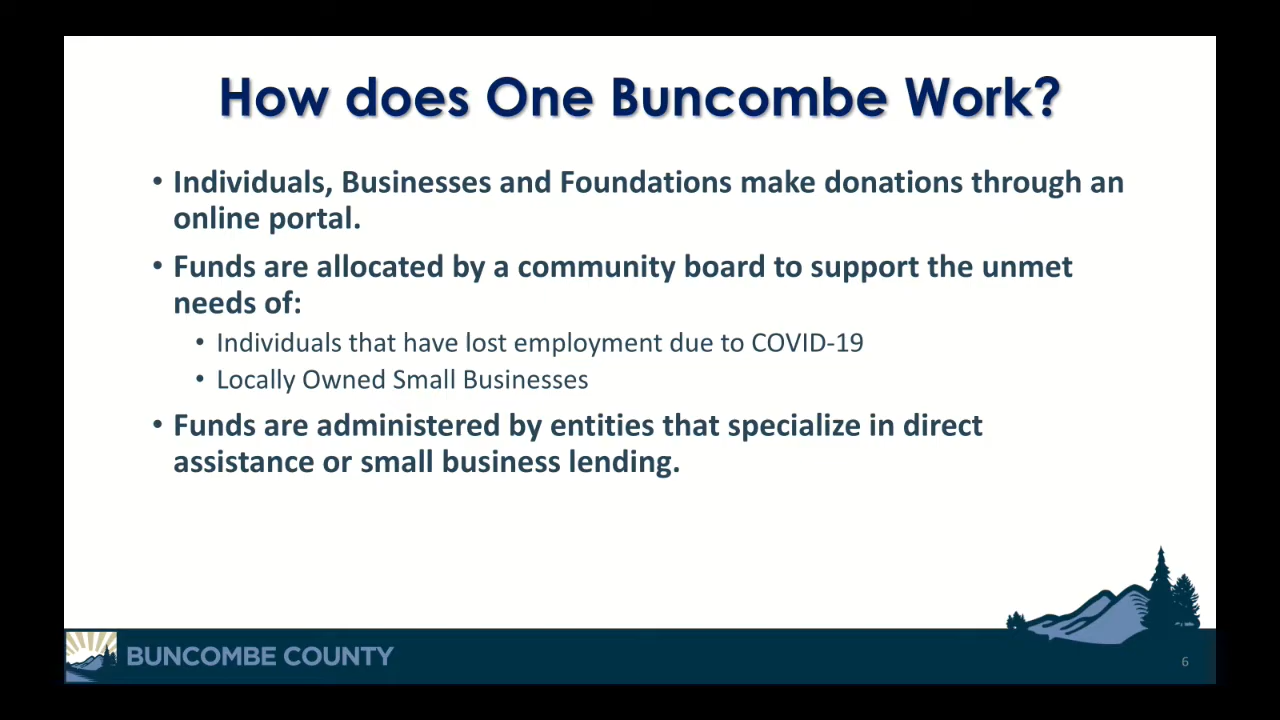 How does One Buncombe Work?
• Individuals, Businesses and Foundations make donations through an
online portal.
• Funds are allocated by a community board to support the unmet
needs of:
• Individuals that have lost employment due to COVID-19
• Locally Owned Small Businesses
• Funds are administered by entities that specialize in direct
assistance or small business lending.
BUNCOMBE COUNTY
6